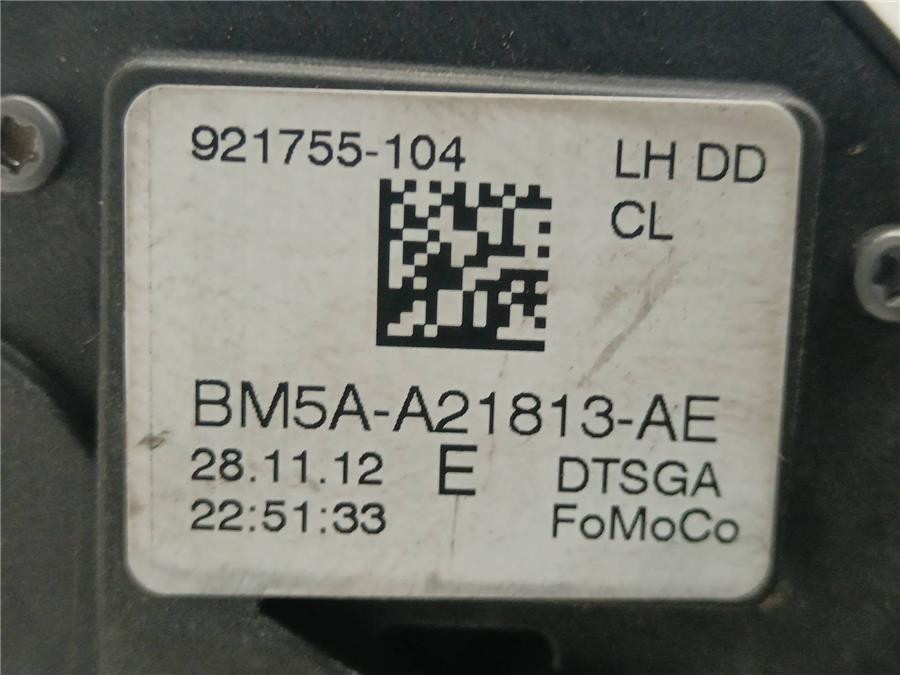 921755-104
LH DD
CL
BM5A-A21813-AE
28.11.12 E DTSGA
22:51:33 FoMoCo